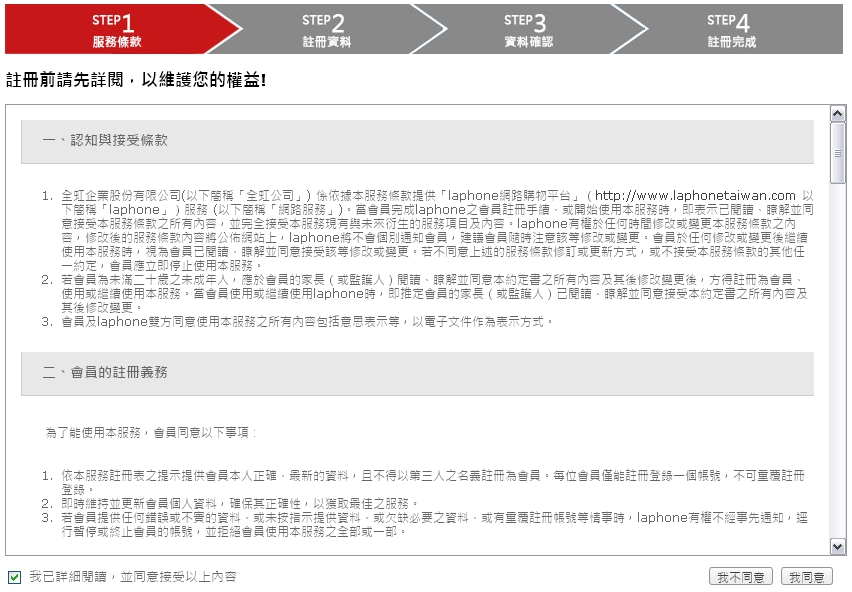 STEP1
服務條款
STEP2
註冊資料
STEP3
資料確認
STEP4
註冊完成
註冊前請先詳閱，以維護您的權益!
一、認知與接受條款
1. 全虹企業股份有限公司(以下簡稱「全虹公司」) 係依據本服務條款提供「laphone網路購物平台」 (http://www.laphonetaiwan.com 以
下簡稱「laphone」) 服務 (以下簡稱「網路服務」)。當會員完成laphone之會員註冊手續、或開始使用本服務時，即表示已閱讀、瞭解並同
意接受本服務條款之所有內容，並完全接受本服務現有與未來衍生的服務項目及內容。laphone有權於任何時間修改或變更本服務條款之內
容，修改後的服務條款內容將公佈網站上，laphone將不會個別通知會員，建議會員隨時注意該等修改或變更。會員於任何修改或變更後繼續
使用本服務時，視為會員已閱讀、瞭解並同意接受該等修改或變更。若不同意上述的服務條款修訂或更新方式，或不接受本服務條款的其他任
一約定，會員應立即停止使用本服務。
2. 若會員為未滿二十歲之未成年人，應於會員的家長（或監護人）閱讀、瞭解並同意本約定書之所有內容及其後修改變更後，方得註冊為會員、
使用或繼續使用本服務。當會員使用或繼續使用laphone時，即推定會員的家長（或監護人）已閱讀、瞭解並同意接受本約定書之所有內容及
其後修改變更。
3. 會員及laphone雙方同意使用本服務之所有內容包括意思表示等，以電子文件作為表示方式。
二、會員的註冊義務
為了能使用本服務，會員同意以下事項：
1. 依本服務註冊表之提示提供會員本人正確、最新的資料，且不得以第三人之名義註冊為會員。每位會員僅能註冊登錄一個帳號，不可重覆註冊
登錄。
2. 即時維持並更新會員個人資料，確保其正確性，以獲取最佳之服務。
3. 若會員提供任何錯誤或不實的資料、或未按指示提供資料、或欠缺必要之資料、或有重覆註冊帳號等情事時，laphone有權不經事先通知，逕
行暫停或終止會員的帳號，並拒絕會員使用本服務之全部或一部。
我已詳細閱讀，並同意接受以上內容
我不同意
我同意